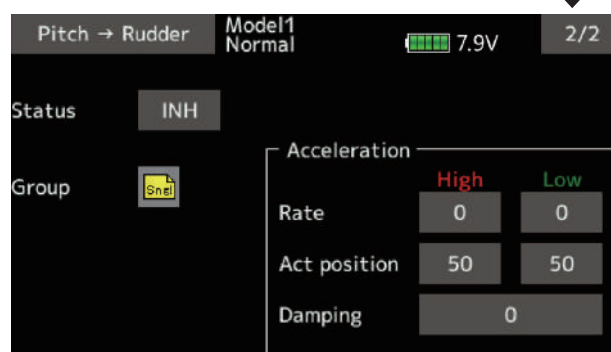 Pitch → Rudder
Model1
Normal
7.9V
2/2
Status INH
Acceleration
Group Sngl
High Low
Rate 0 0
Act position 50 50
Damping 0